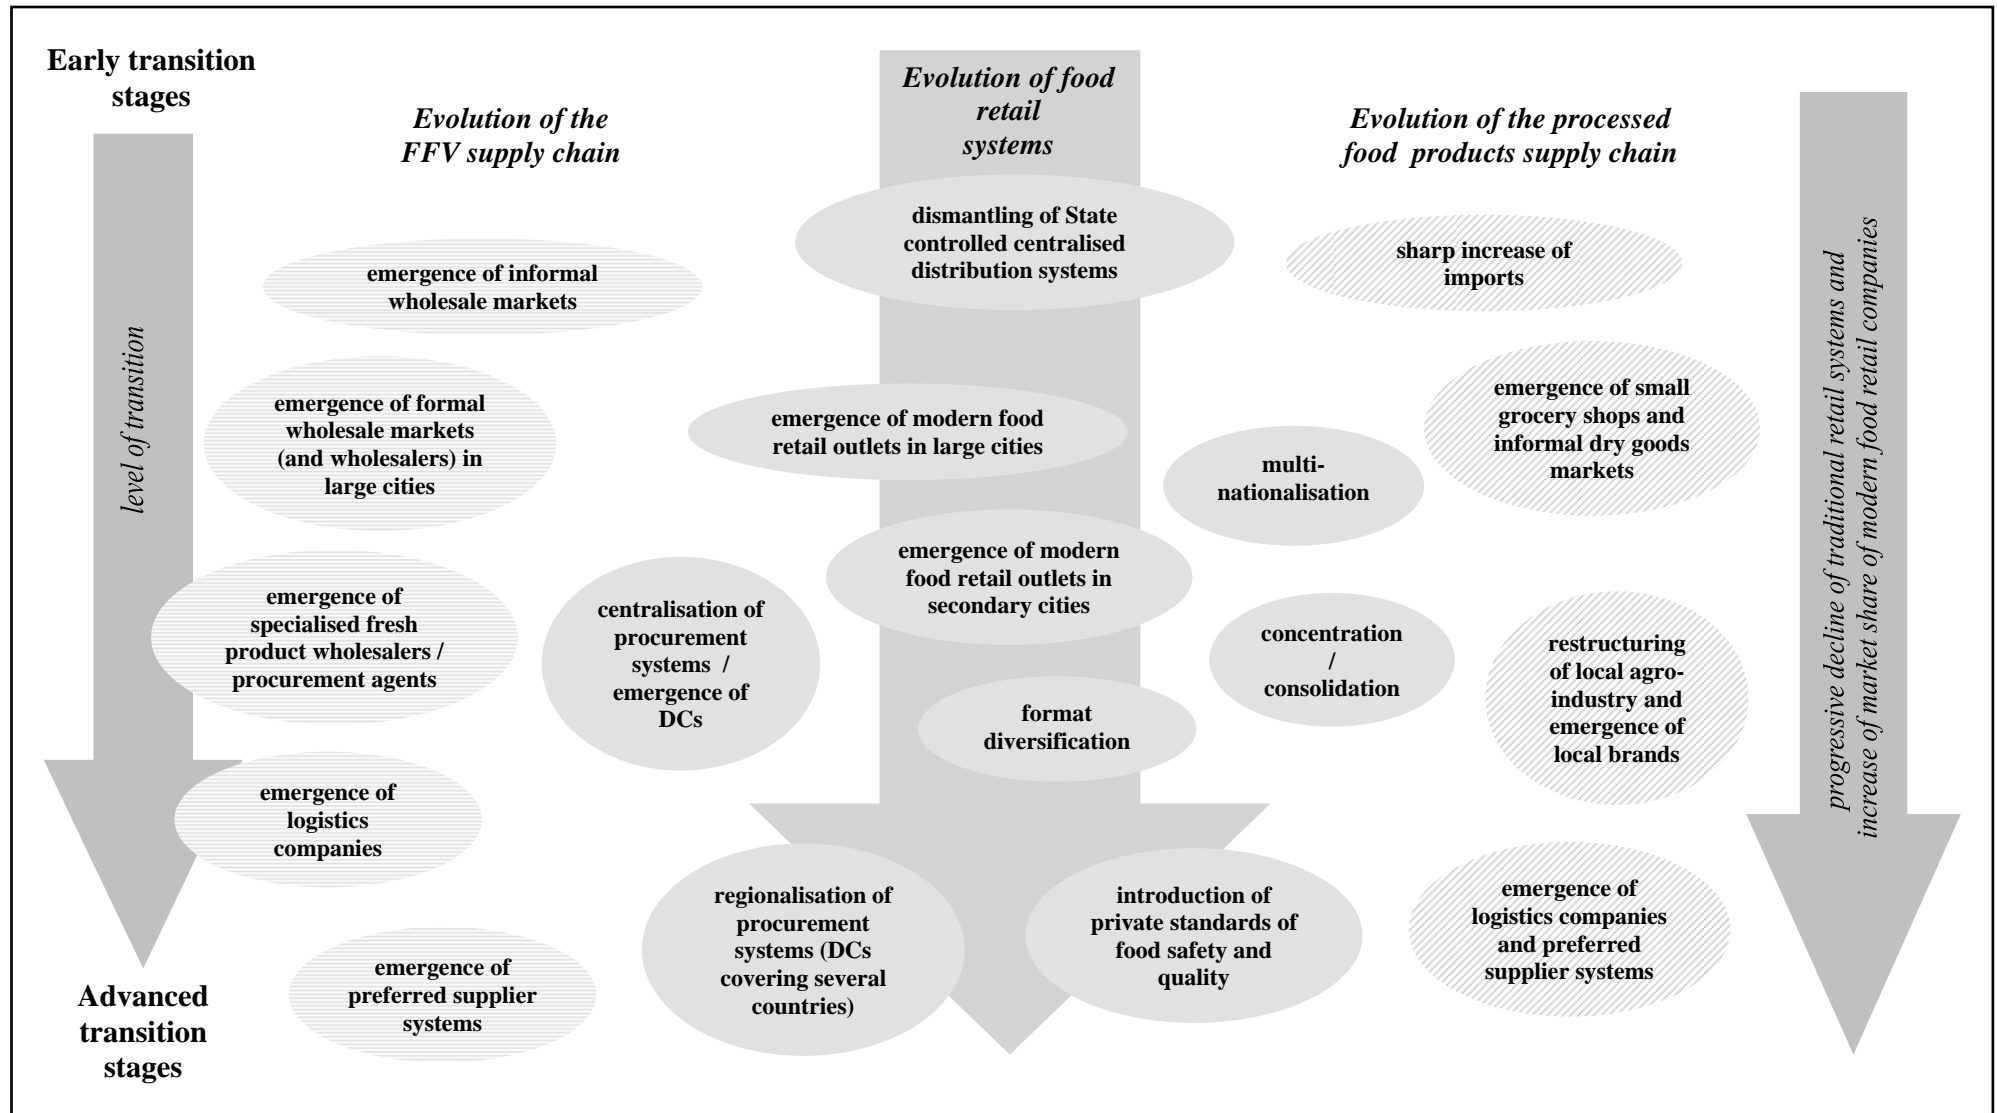 Early transition
stages
Evolution of the
FFV supply chain
Evolution of food
retail
systems
Evolution of the processed
food products supply chain
level of transition
progressive decline of traditional retail systems and
increase of market share of modern food retail companies
dismantling of State
controlled centralised
distribution systems
sharp increase of
imports
emergence of informal
wholesale markets
emergence of formal
wholesale markets
(and wholesalers) in
large cities
emergence of modern food
retail outlets in large cities
multi-
nationalisation
emergence of small
grocery shops and
informal dry goods
markets
emergence of
specialised fresh
product wholesalers /
procurement agents
centralisation of
procurement
systems /
emergence of
DCs
emergence of modern
food retail outlets in
secondary cities
concentration
/
consolidation
restructuring
of local agro-
industry and
emergence of
local brands
format
diversification
emergence of
logistics
companies
regionalisation of
procurement
systems (DCs
covering several
countries)
introduction of
private standards of
food safety and
quality
emergence of
logistics companies
and preferred
supplier systems
emergence of
preferred supplier
systems
Advanced
transition
stages